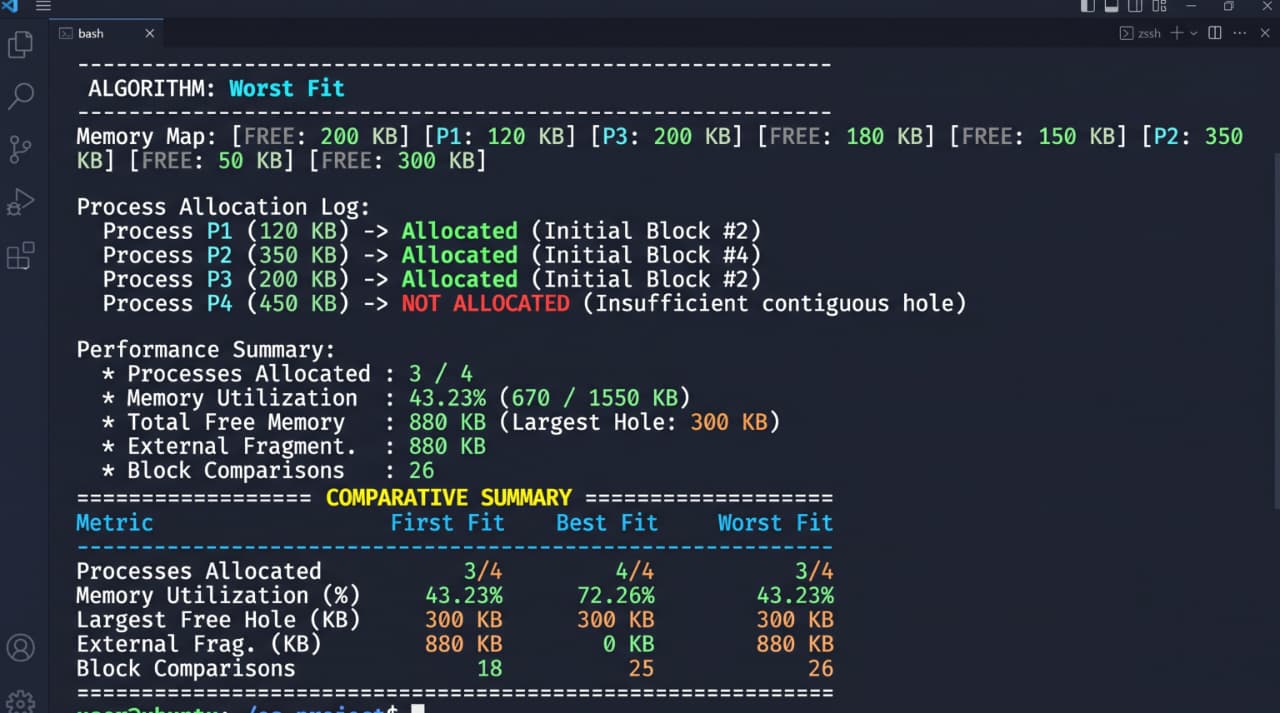 bash
zssh
---------------------------------------------------------
ALGORITHM: Worst Fit
---------------------------------------------------------
Memory Map: [FREE: 200 KB] [P1: 120 KB] [P3: 200 KB] [FREE: 180 KB] [FREE: 150 KB] [P2: 350
KB] [FREE: 50 KB] [FREE: 300 KB]
Process Allocation Log:
Process P1 (120 KB) -> Allocated (Initial Block #2)
Process P2 (350 KB) -> Allocated (Initial Block #4)
Process P3 (200 KB) -> Allocated (Initial Block #2)
Process P4 (450 KB) -> NOT ALLOCATED (Insufficient contiguous hole)
Performance Summary:
* Processes Allocated : 3 / 4
* Memory Utilization : 43.23% (670 / 1550 KB)
* Total Free Memory : 880 KB (Largest Hole: 300 KB)
* External Fragment. : 880 KB
* Block Comparisons : 26
================== COMPARATIVE SUMMARY ===================
Metric First Fit Best Fit Worst Fit
---------------------------------------------------------
Processes Allocated 3/4 4/4 3/4
Memory Utilization (%) 43.23% 72.26% 43.23%
Largest Free Hole (KB) 300 KB 300 KB 300 KB
External Frag. (KB) 880 KB 0 KB 880 KB
Block Comparisons 18 25 26
=========================================================